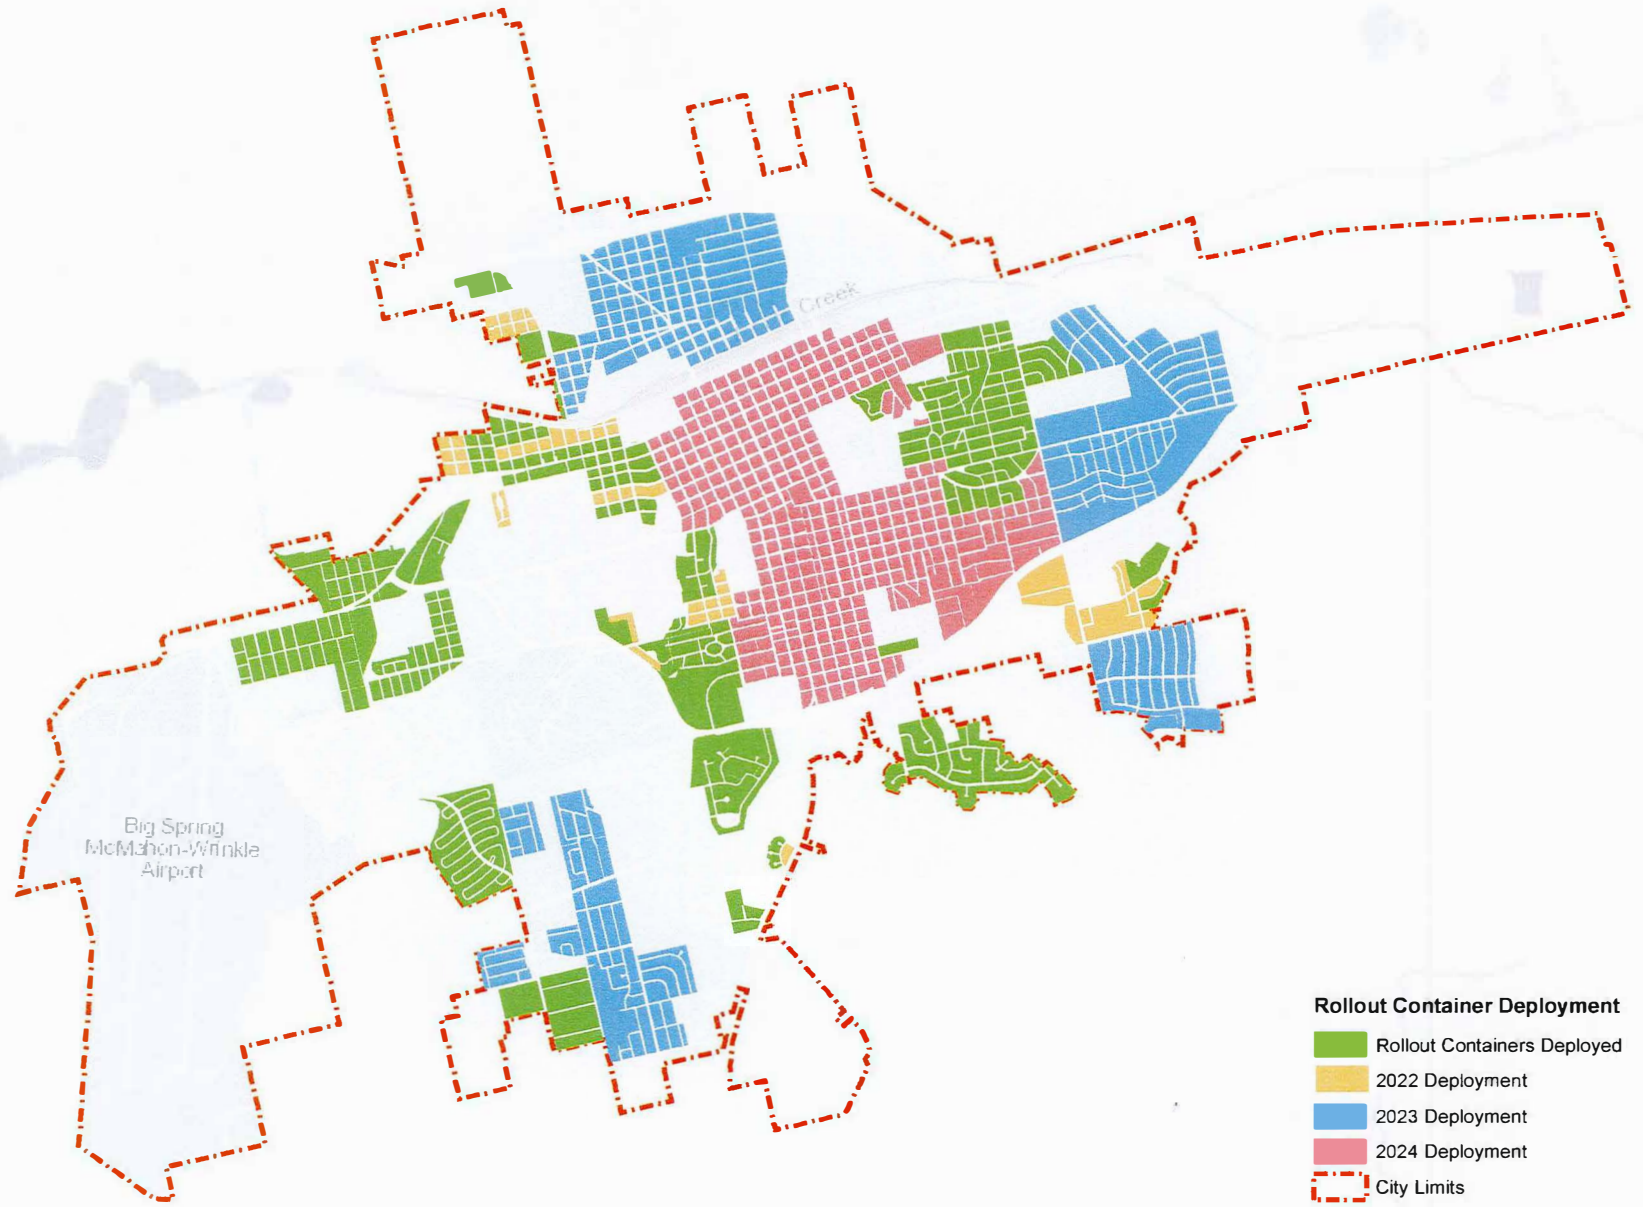 Creek
Big Spring
McMahon-Wrinkle
Airport
Rollout Container Deployment
Rollout Containers Deployed
2022 Deployment
2023 Deployment
2024 Deployment
City Limits